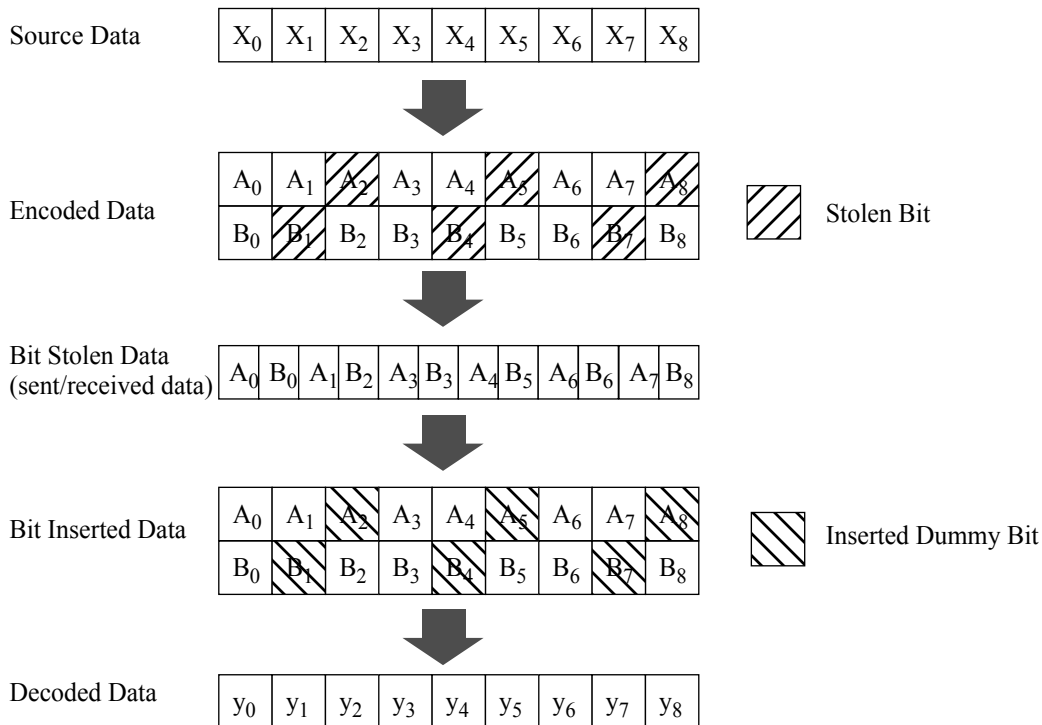 Source Data X₀ X₁ X₂ X₃ X₄ X₅ X₆ X₇ X₈
A₀ A₁ A₂ A₃ A₄ A₅ A₆ A₇ A₈
Encoded Data
B₀ B₁ B₂ B₃ B₄ B₅ B₆ B₇ B₈
Stolen Bit
Bit Stolen Data
(sent/received data)
A₀ B₀ A₁ B₂ A₃ B₃ A₄ B₅ A₆ B₆ A₇ B₈
A₀ A₁ A₂ A₃ A₄ A₅ A₆ A₇ A₈
Bit Inserted Data
B₀ B₁ B₂ B₃ B₄ B₅ B₆ B₇ B₈
Inserted Dummy Bit
Decoded Data y₀ y₁ y₂ y₃ y₄ y₅ y₆ y₇ y₈